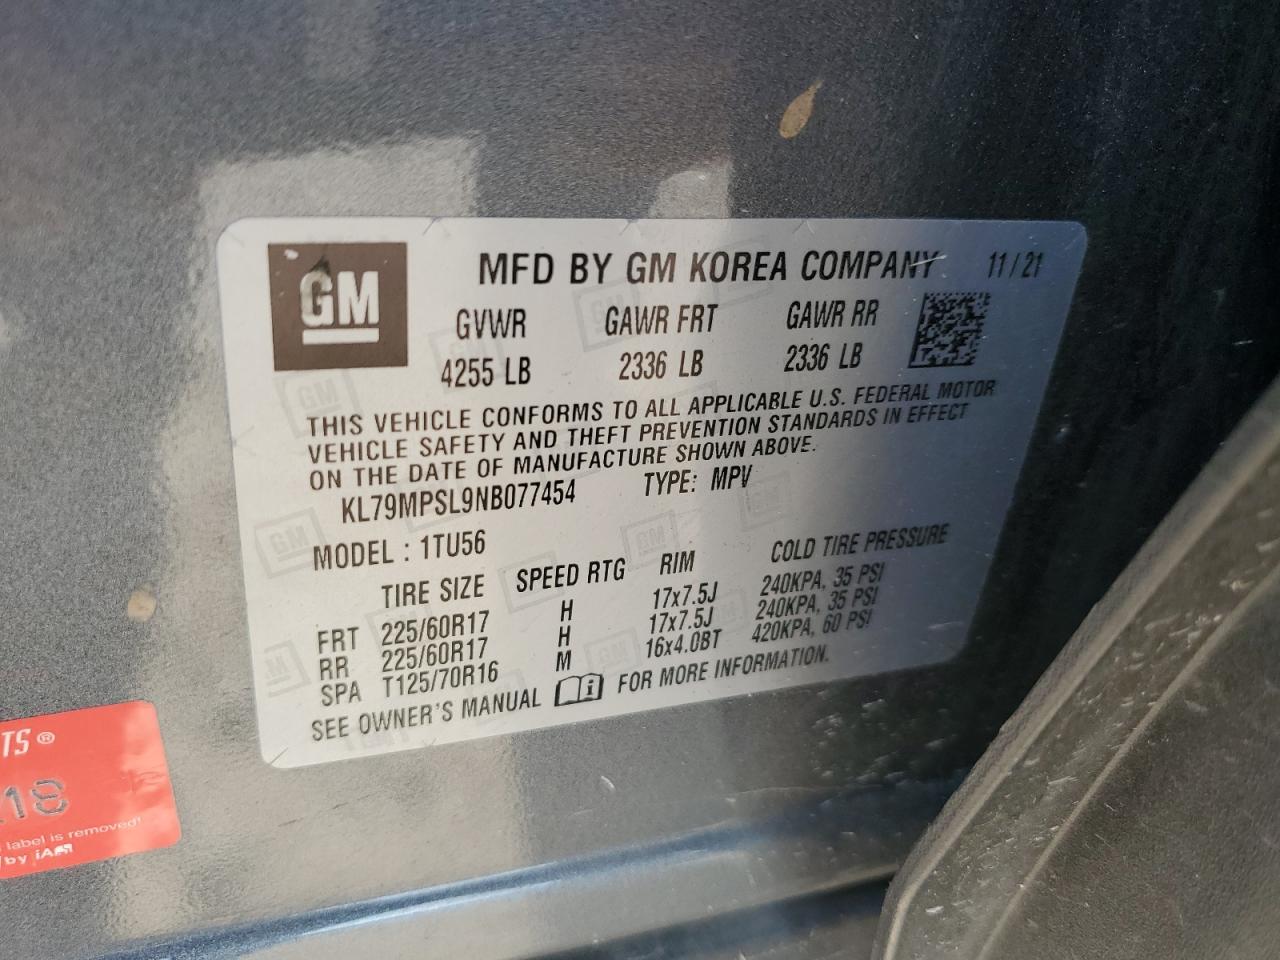 GM MFD BY GM KOREA COMPANY 11/21
GVWR GAWR FRT GAWR RR
4255 LB 2336 LB 2336 LB
THIS VEHICLE CONFORMS TO ALL APPLICABLE U.S. FEDERAL MOTOR
VEHICLE SAFETY AND THEFT PREVENTION STANDARDS IN EFFECT
ON THE DATE OF MANUFACTURE SHOWN ABOVE.
KL79MPSL9NB077454 TYPE: MPV
MODEL : 1TU56
TIRE SIZE SPEED RTG RIM COLD TIRE PRESSURE
FRT 225/60R17 H 17x7.5J 240KPA, 35 PSI
RR 225/60R17 H 17x7.5J 240KPA, 35 PSI
SPA T125/70R16 M 16x4.0BT 420KPA, 60 PSI
SEE OWNER'S MANUAL FOR MORE INFORMATION.
TS®
18
label is removed!
by